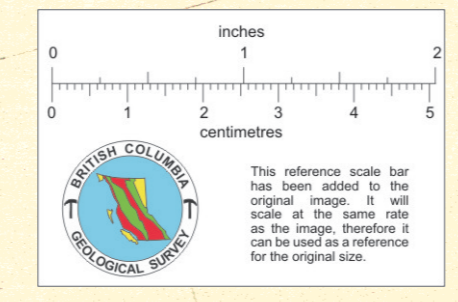 inches
0 1 2
0 1 2 3 4 5
centimetres
BRITISH COLUMBIA
GEOLOGICAL SURVEY
This reference scale bar
has been added to the
original image. It will
scale at the same rate
as the image, therefore it
can be used as a reference
for the original size.